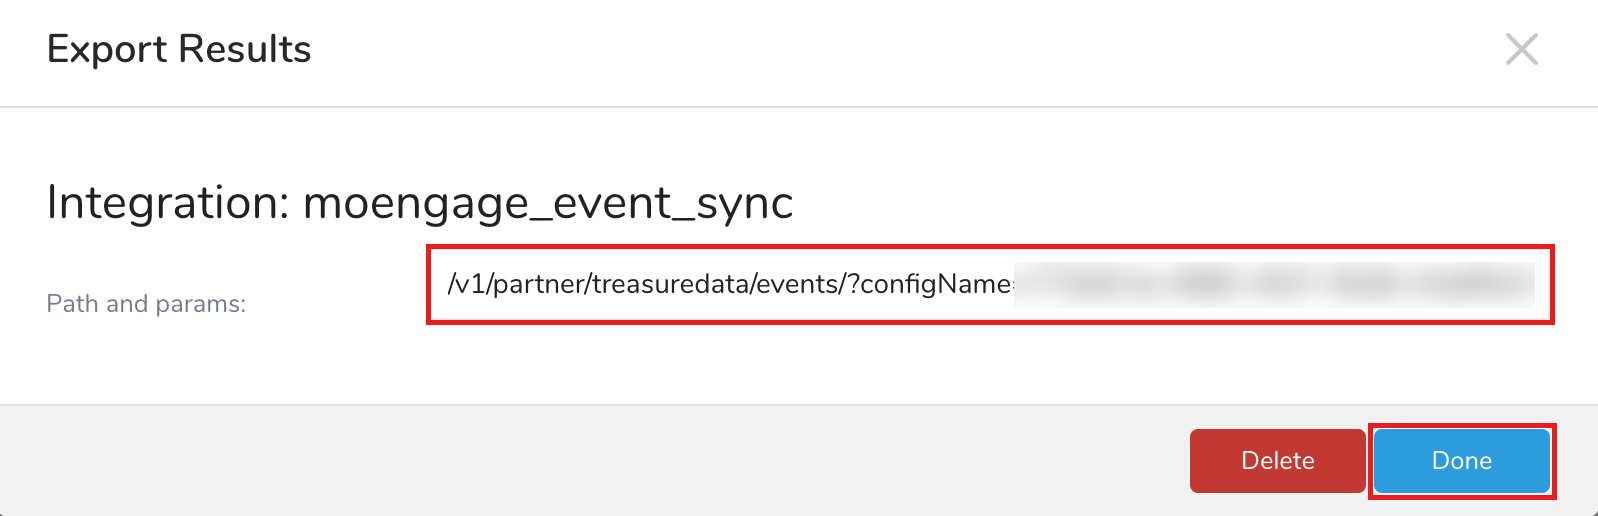 Export Results
Integration: moengage_event_sync
Path and params:
/v1/partner/treasuredata/events/?configName=
Delete
Done